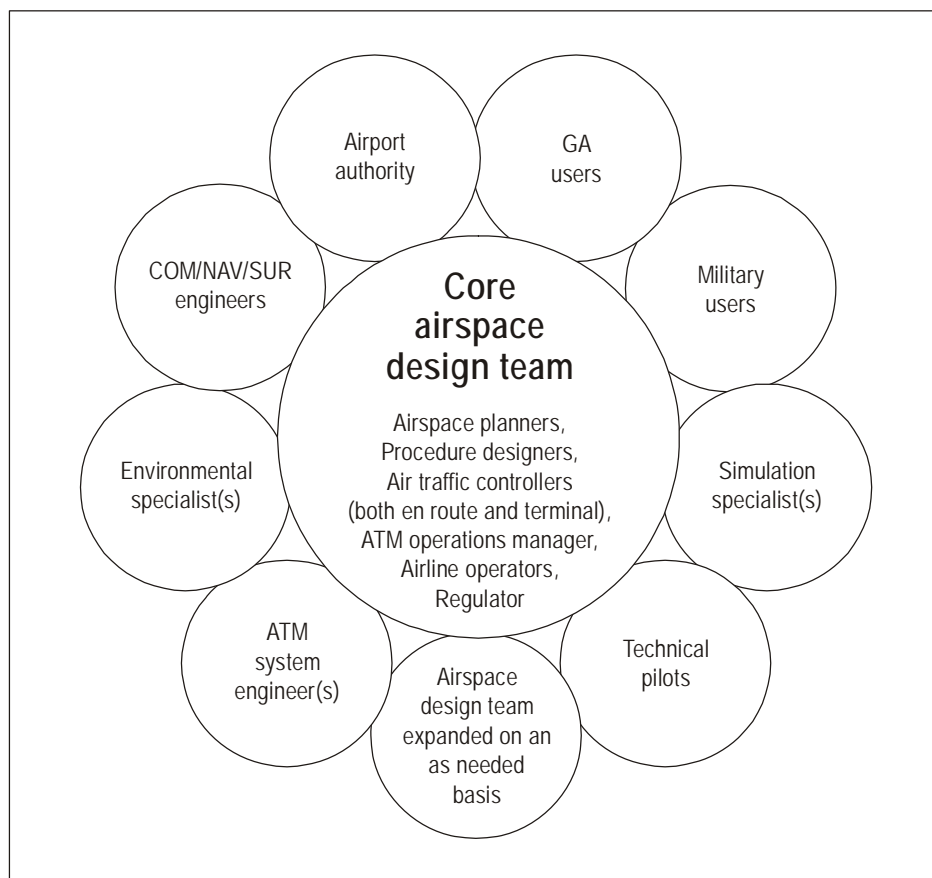 Airport
authority
GA
users
COM/NAV/SUR
engineers
Military
users
Core
airspace
design team
Airspace planners,
Procedure designers,
Air traffic controllers
(both en route and terminal),
ATM operations manager,
Airline operators,
Regulator
Environmental
specialist(s)
Simulation
specialist(s)
ATM
system
engineer(s)
Technical
pilots
Airspace
design team
expanded on an
as needed
basis